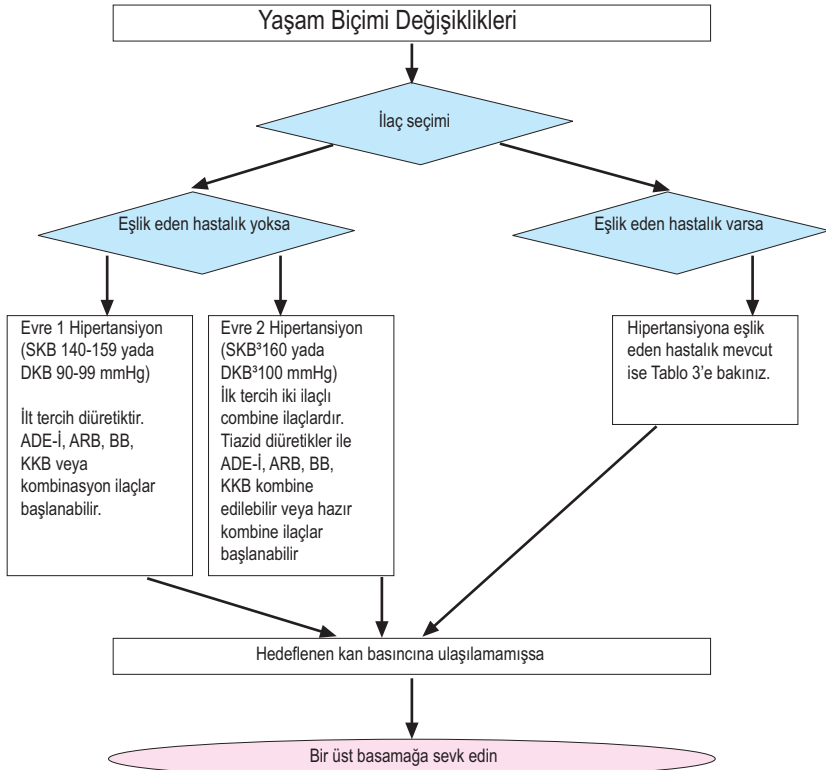 Yaşam Biçimi Değişiklikleri
İlaç seçimi
Eşlik eden hastalık yoksa
Eşlik eden hastalık varsa
Evre 1 Hipertansiyon
(SKB 140-159 yada
DKB 90-99 mmHg)
İlt tercih diüretiktir.
ADE-İ, ARB, BB,
KKB veya
kombinasyon ilaçlar
başlanabilir.
Evre 2 Hipertansiyon
(SKB³160 yada
DKB³100 mmHg)
İlk tercih iki ilaçlı
combine ilaçlardır.
Tiazid diüretikler ile
ADE-İ, ARB, BB,
KKB kombine
edilebilir veya hazır
kombine ilaçlar
başlanabilir
Hipertansiyona eşlik
eden hastalık mevcut
ise Tablo 3'e bakınız.
Hedeflenen kan basıncına ulaşılamamışsa
Bir üst basamağa sevk edin